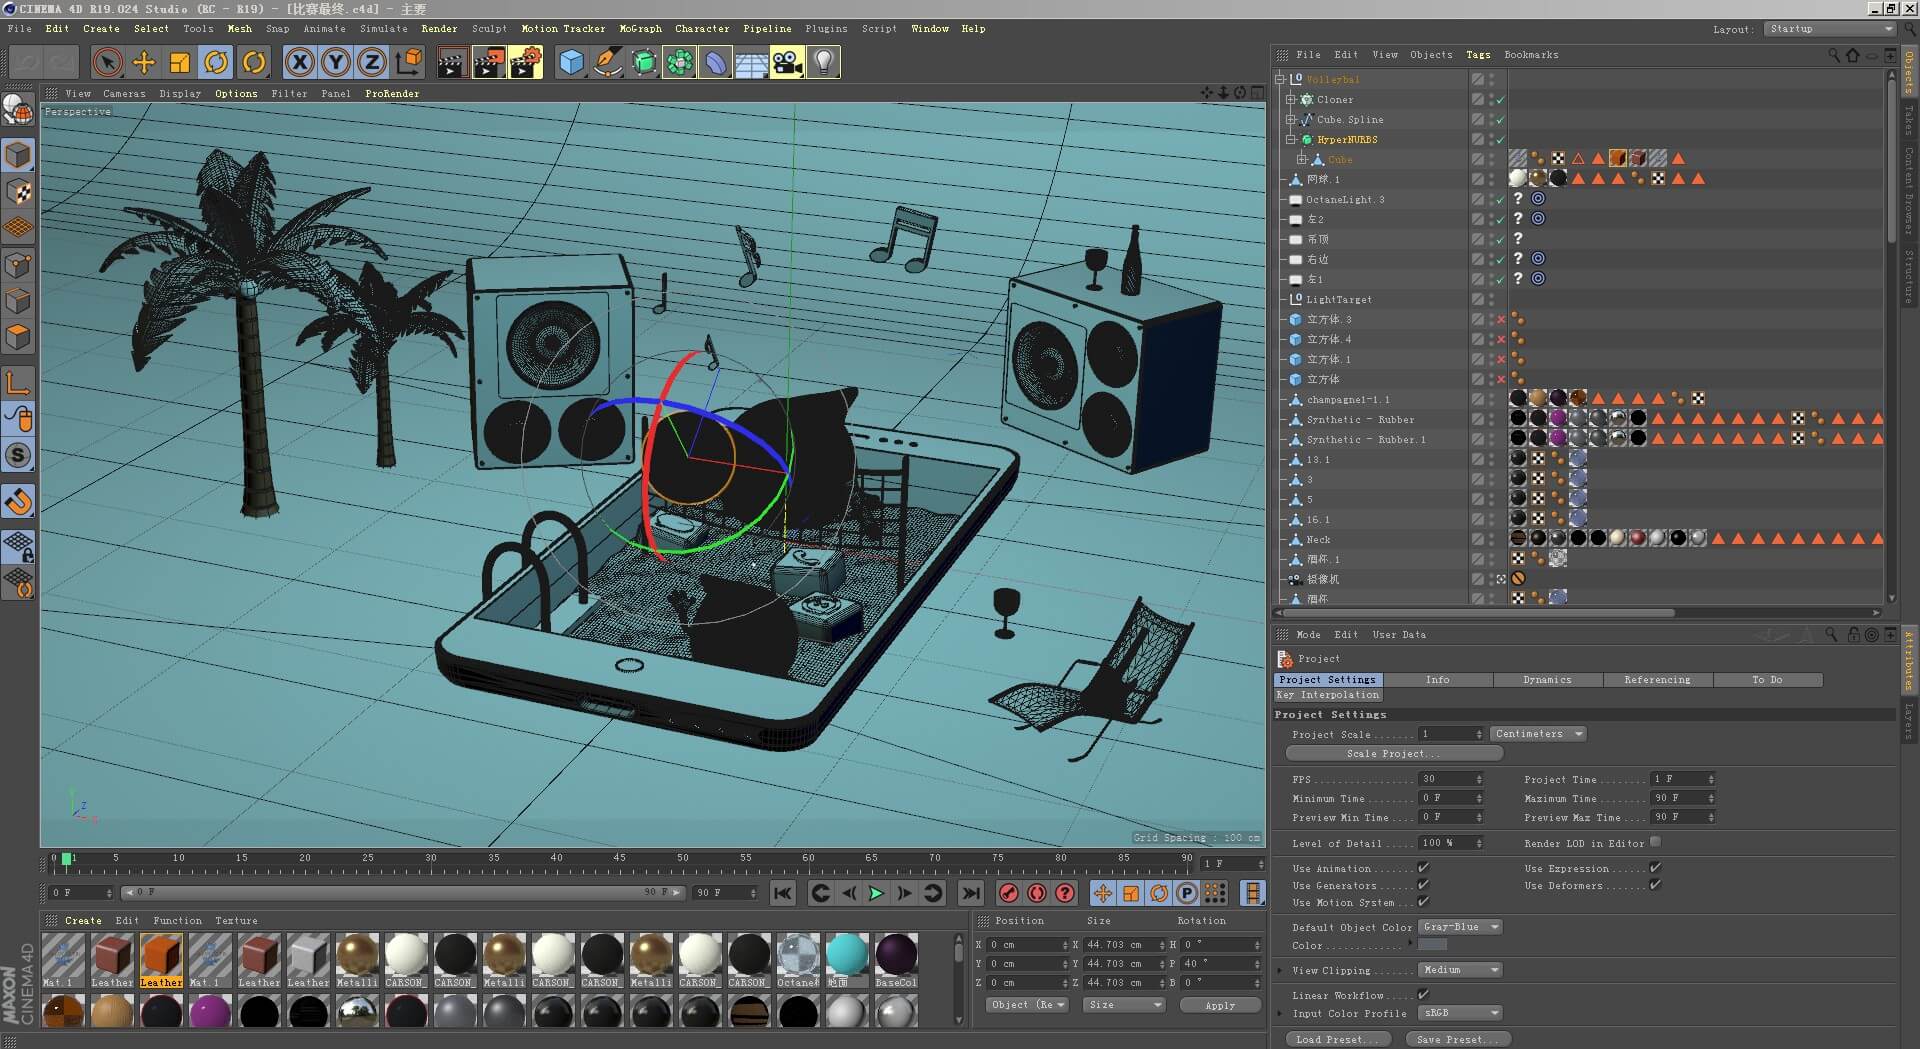 CINEMA 4D R19.024 Studio (RC - R19) - [比赛最终.c4d] - 主要
File Edit Create Select Tools Mesh Snap Animate Simulate Render Sculpt Motion Tracker MoGraph Character Pipeline Plugins Script Window Help
Layout: Startup
X Y Z
View Cameras Display Options Filter Panel ProRender
Perspective
Grid Spacing : 100 cm
File Edit View Objects Tags Bookmarks
Volleybal
Cloner
Cube.Spline
HyperNURBS
Cube
网球.1
OctaneLight.3
左2
吊顶
右边
左1
LightTarget
立方体.3
立方体.4
立方体.1
立方体
champagne1-1.1
Synthetic - Rubber
Synthetic - Rubber.1
13.1
3
5
16.1
Neck
酒杯.1
摄像机
酒杯
Objects
Takes
Content Browser
Structure
Mode Edit User Data
Project
Project Settings Info Dynamics Referencing To Do
Key Interpolation
Project Settings
Project Scale 1 Centimeters
Scale Project...
FPS 30 Project Time 1 F
Minimum Time 0 F Maximum Time 90 F
Preview Min Time 0 F Preview Max Time 90 F
Level of Detail 100 % Render LOD in Editor
Use Animation Use Expression
Use Generators Use Deformers
Use Motion System
Default Object Color Gray-Blue
Color
View Clipping Medium
Linear Workflow
Input Color Profile sRGB
Load Preset... Save Preset...
Attributes
Layers
0 1 5 10 15 20 25 30 35 40 45 50 55 60 65 70 75 80 85 90 1 F
0 F 0 F 90 F 90 F
P
Create Edit Function Texture
Mat.1 Leather Leather Mat.1 Leather Leather Metalli CARSON_ CARSON_ Metalli CARSON_ CARSON_ Metalli CARSON_ CARSON_ 地面 BaseCol
Position Size Rotation
X 0 cm X 44.703 cm H 0 °
Y 0 cm Y 44.703 cm P 40 °
Z 0 cm Z 44.703 cm B 0 °
Object (Re Size Apply
MAXON
CINEMA4D